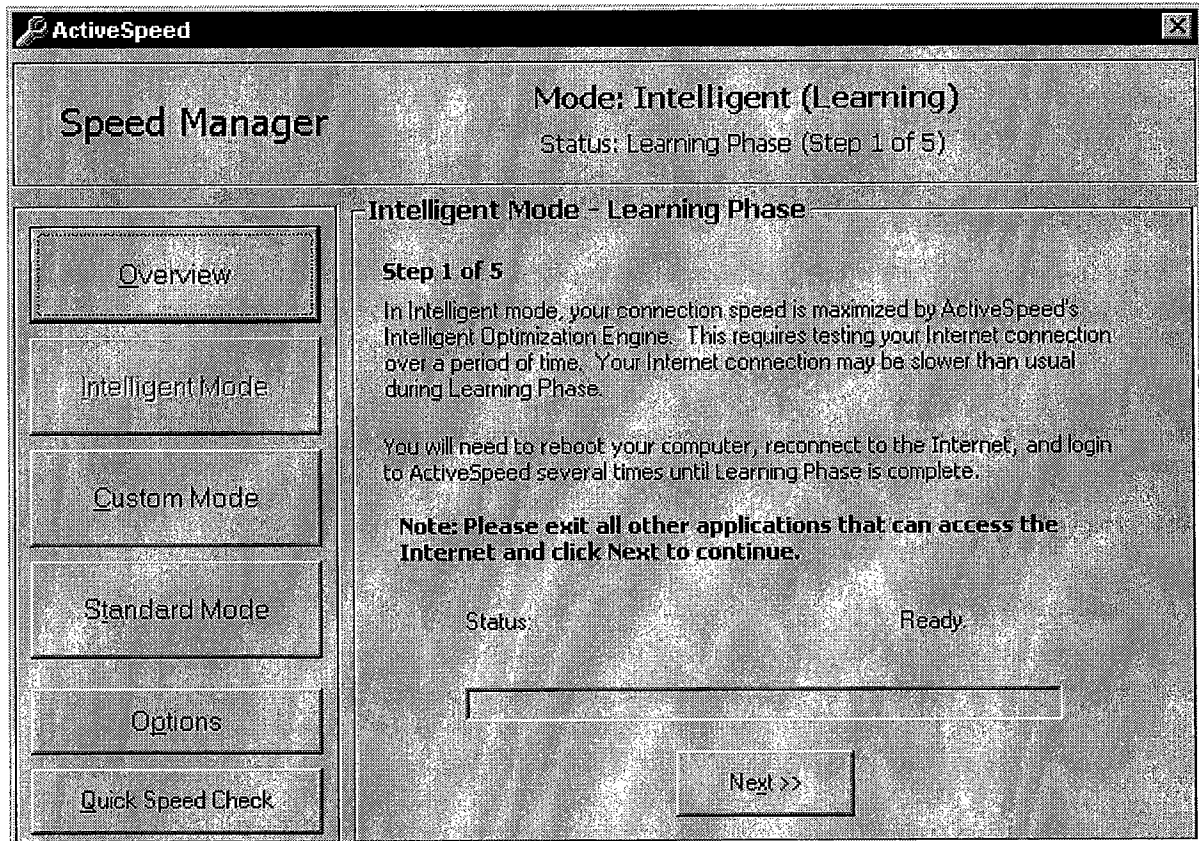 ActiveSpeed
Speed Manager
Mode: Intelligent (Learning)
Status: Learning Phase (Step 1 of 5)
Overview
Intelligent Mode
Custom Mode
Standard Mode
Options
Quick Speed Check
Intelligent Mode - Learning Phase
Step 1 of 5
In Intelligent mode, your connection speed is maximized by ActiveSpeed's
Intelligent Optimization Engine. This requires testing your Internet connection
over a period of time. Your Internet connection may be slower than usual
during Learning Phase.
You will need to reboot your computer, reconnect to the Internet, and login
to ActiveSpeed several times until Learning Phase is complete.
Note: Please exit all other applications that can access the
Internet and click Next to continue.
Status: Ready.
Next >>